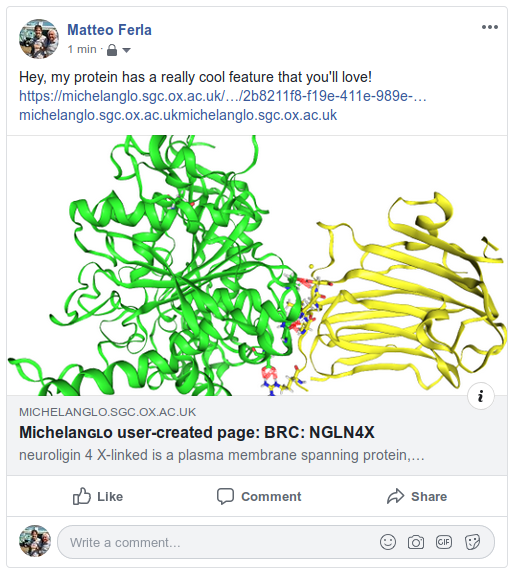 Matteo Ferla
1 min ·
Hey, my protein has a really cool feature that you'll love!
https://michelanglo.sgc.ox.ac.uk/…/2b8211f8-f19e-411e-989e-…
michelanglo.sgc.ox.ac.ukmichelanglo.sgc.ox.ac.uk
i
MICHELANGLO.SGC.OX.AC.UK
Michelaɴɢʟo user-created page: BRC: NGLN4X
neuroligin 4 X-linked is a plasma membrane spanning protein,…
Like Comment Share
Write a comment...
GIF